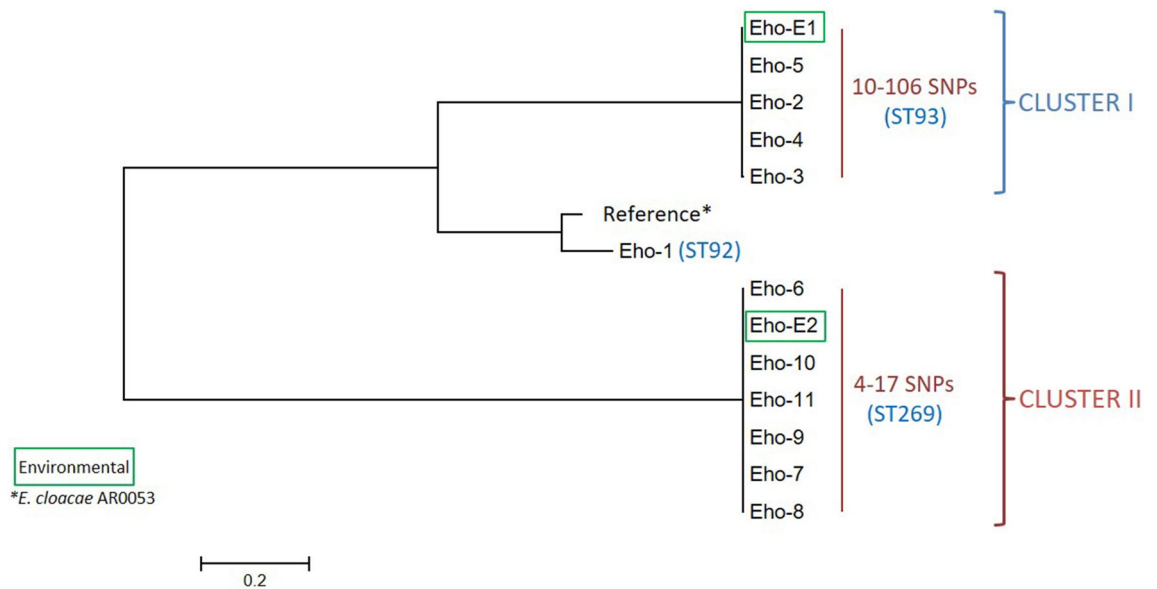 Eho-E1
Eho-5
Eho-2
Eho-4
Eho-3
10-106 SNPs
(ST93)
CLUSTER I
Reference*
Eho-1 (ST92)
Eho-6
Eho-E2
Eho-10
Eho-11
Eho-9
Eho-7
Eho-8
4-17 SNPs
(ST269)
CLUSTER II
Environmental
*E. cloacae AR0053
0.2